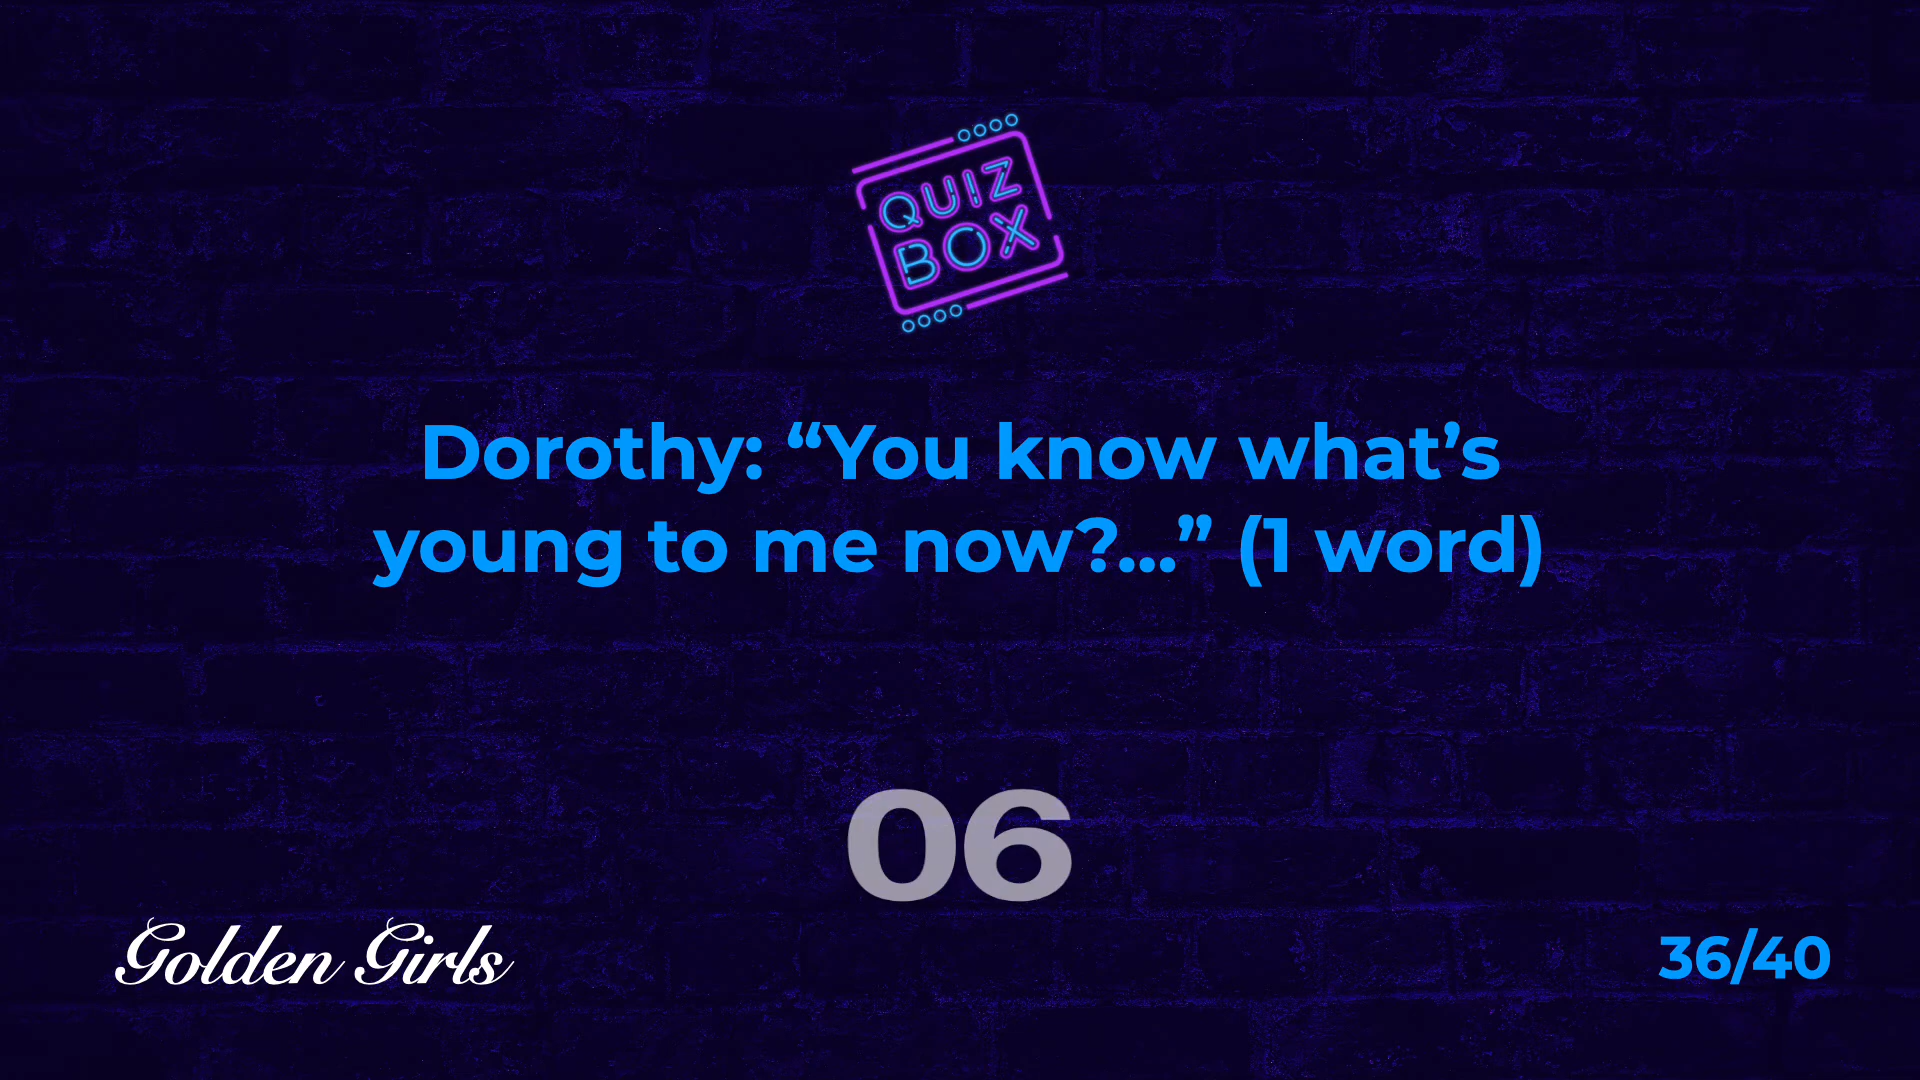 QUIZ
BOX
Dorothy: “You know what’s
young to me now?...” (1 word)
06
Golden Girls
36/40